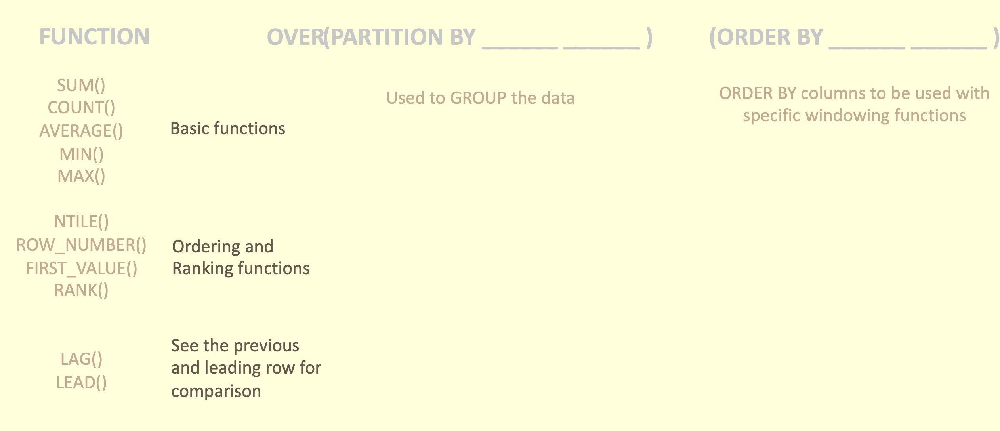 FUNCTION OVER(PARTITION BY ______ ______ ) (ORDER BY ______ ______ )
SUM()
COUNT()
AVERAGE()
MIN()
MAX()
Basic functions
Used to GROUP the data
ORDER BY columns to be used with
specific windowing functions
NTILE()
ROW_NUMBER()
FIRST_VALUE()
RANK()
Ordering and
Ranking functions
LAG()
LEAD()
See the previous
and leading row for
comparison